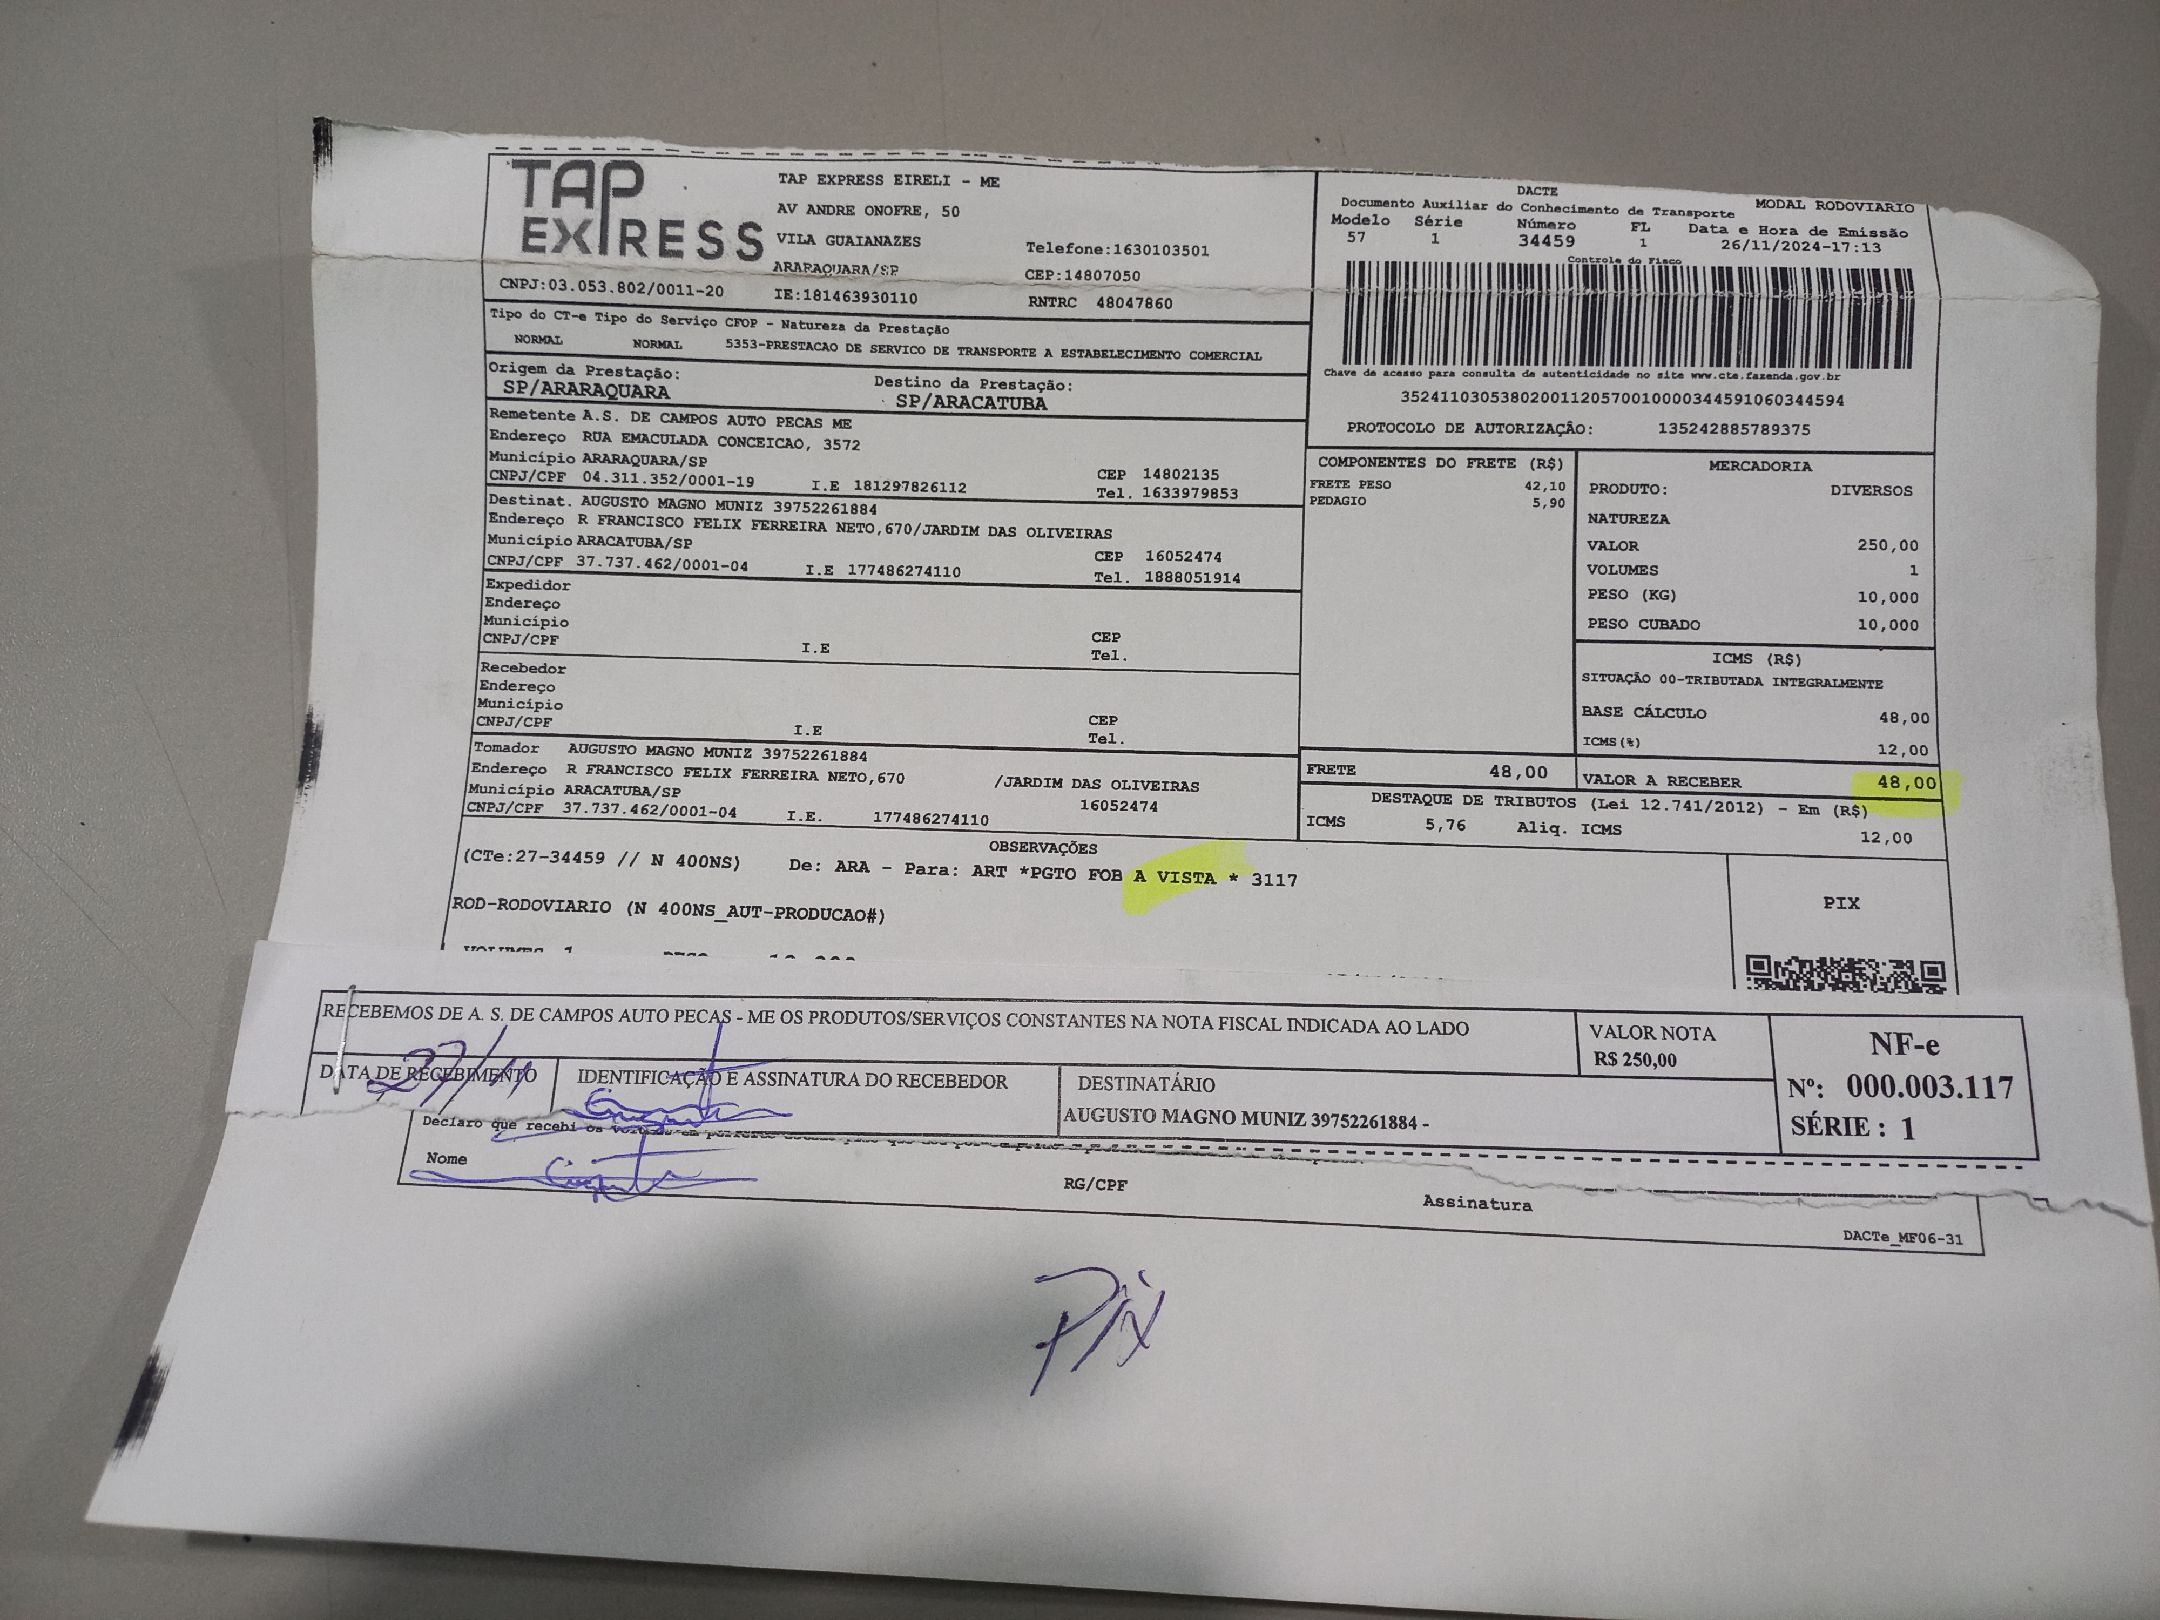 TAP
EXPRESS
TAP EXPRESS EIRELI - ME
AV ANDRE ONOFRE, 50
VILA GUAIANAZES Telefone:1630103501
ARARAQUARA/SP CEP:14807050
CNPJ:03.053.802/0011-20 IE:181463930110 RNTRC 48047860
DACTE
Documento Auxiliar do Conhecimento de Transporte MODAL RODOVIARIO
Modelo Série Número FL Data e Hora de Emissão
57 1 34459 1 26/11/2024-17:13
Controle do Fisco
Chave de acesso para consulta de autenticidade no site www.cte.fazenda.gov.br
35241103053802001120570010000344591060344594
PROTOCOLO DE AUTORIZAÇÂO: 135242885789375
Tipo do CT-e Tipo do Serviço CFOP - Natureza da Prestação
NORMAL NORMAL 5353-PRESTACAO DE SERVICO DE TRANSPORTE A ESTABELECIMENTO COMERCIAL
Origem da Prestação: Destino da Prestação:
SP/ARARAQUARA SP/ARACATUBA
Remetente A.S. DE CAMPOS AUTO PECAS ME
Endereço RUA EMACULADA CONCEICAO, 3572
Município ARARAQUARA/SP CEP 14802135
CNPJ/CPF 04.311.352/0001-19 I.E 181297826112 Tel. 1633979853
Destinat. AUGUSTO MAGNO MUNIZ 39752261884
Endereço R FRANCISCO FELIX FERREIRA NETO,670/JARDIM DAS OLIVEIRAS
Município ARACATUBA/SP CEP 16052474
CNPJ/CPF 37.737.462/0001-04 I.E 177486274110 Tel. 1888051914
Expedidor
Endereço
Município CEP
CNPJ/CPF I.E Tel.
Recebedor
Endereço
Município CEP
CNPJ/CPF I.E Tel.
Tomador AUGUSTO MAGNO MUNIZ 39752261884
Endereço R FRANCISCO FELIX FERREIRA NETO,670 /JARDIM DAS OLIVEIRAS
Município ARACATUBA/SP 16052474
CNPJ/CPF 37.737.462/0001-04 I.E. 177486274110
COMPONENTES DO FRETE (R$)
FRETE PESO 42,10
PEDAGIO 5,90
MERCADORIA
PRODUTO: DIVERSOS
NATUREZA
VALOR 250,00
VOLUMES 1
PESO (KG) 10,000
PESO CUBADO 10,000
ICMS (R$)
SITUAÇÃO 00-TRIBUTADA INTEGRALMENTE
BASE CÁLCULO 48,00
ICMS(%) 12,00
FRETE 48,00 VALOR A RECEBER 48,00
DESTAQUE DE TRIBUTOS (Lei 12.741/2012) - Em (R$)
ICMS 5,76 Aliq. ICMS 12,00
OBSERVAÇÕES
(CTe:27-34459 // N 400NS) De: ARA - Para: ART *PGTO FOB A VISTA * 3117
ROD-RODOVIARIO (N 400NS_AUT-PRODUCAO#)
PIX
RECEBEMOS DE A. S. DE CAMPOS AUTO PECAS - ME OS PRODUTOS/SERVIÇOS CONSTANTES NA NOTA FISCAL INDICADA AO LADO
VALOR NOTA
R$ 250,00
NF-e
Nº: 000.003.117
SÉRIE : 1
DATA DE RECEBIMENTO
27/11
IDENTIFICAÇÃO E ASSINATURA DO RECEBEDOR
DESTINATÁRIO
AUGUSTO MAGNO MUNIZ 39752261884 -
Declaro que recebi os
Nome RG/CPF Assinatura
DACTe_MF06-31
Pix